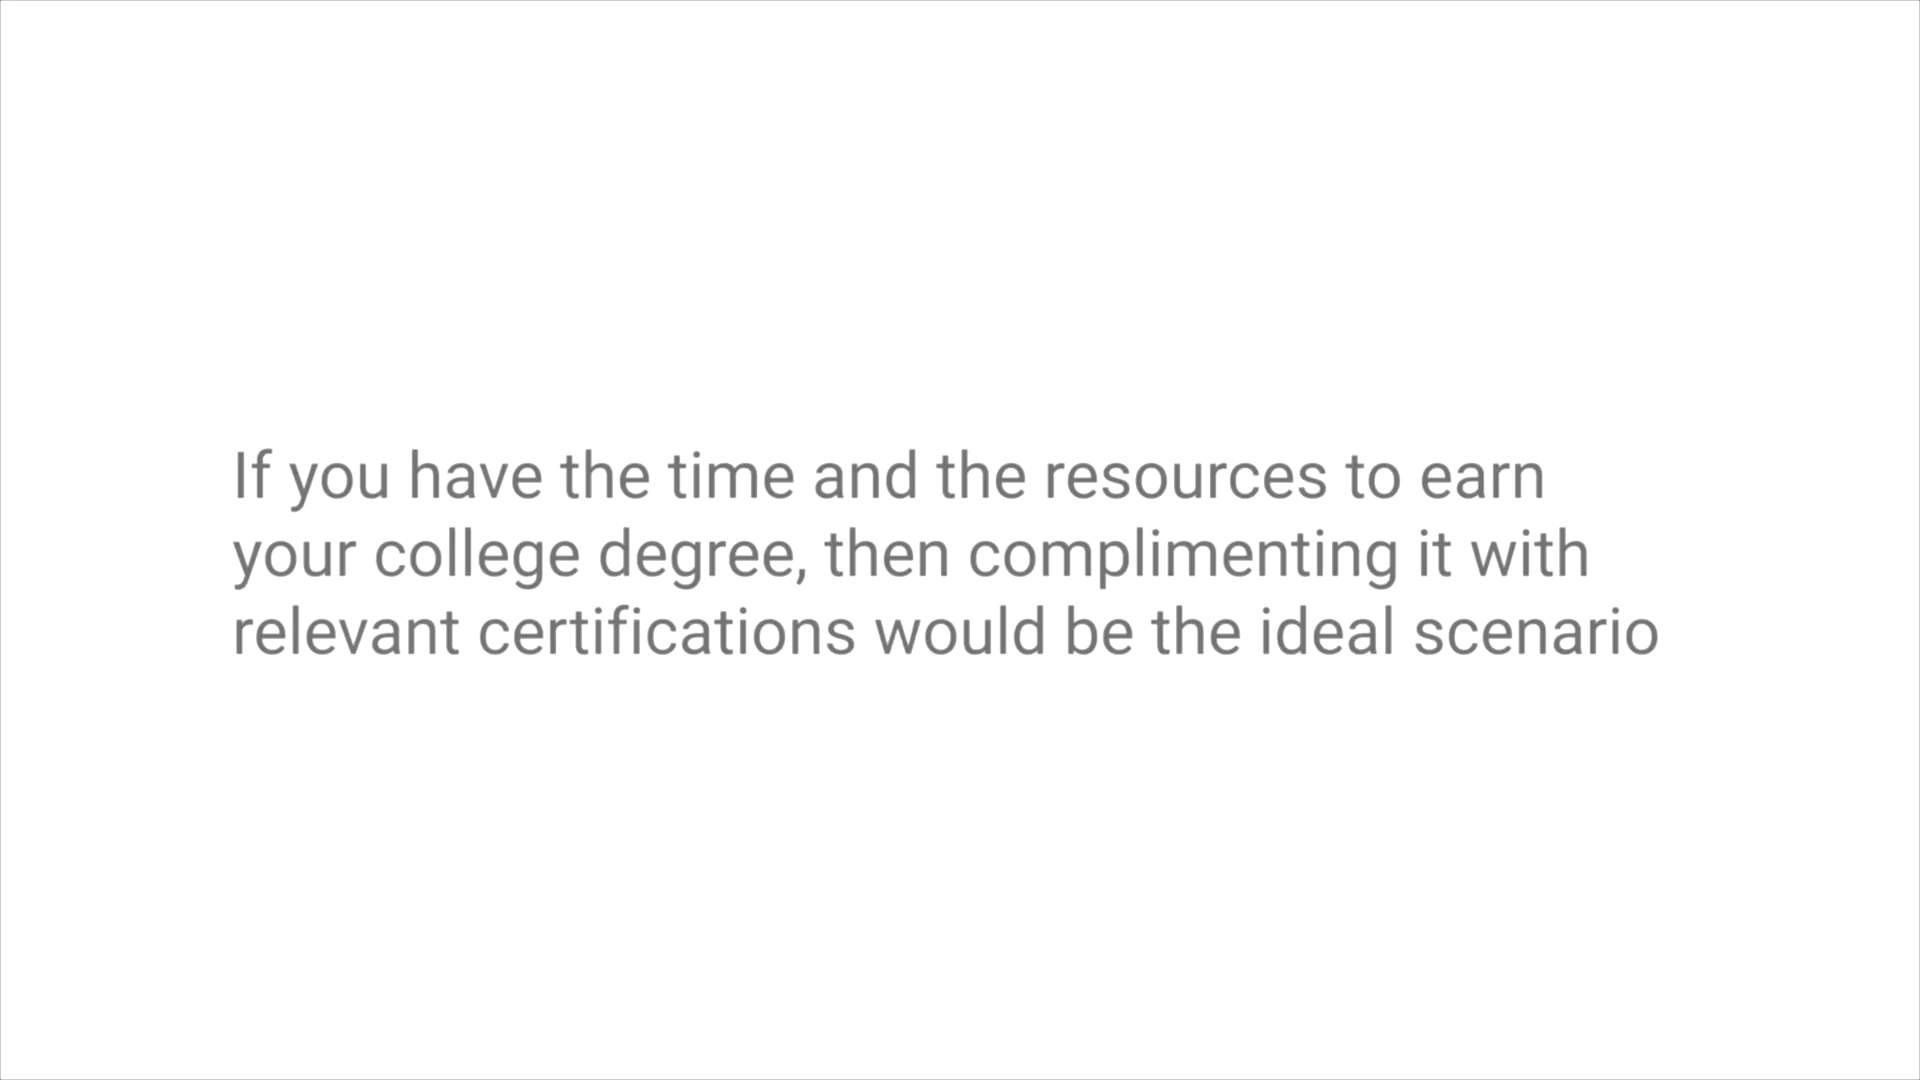 If you have the time and the resources to earn
your college degree, then complimenting it with
relevant certifications would be the ideal scenario